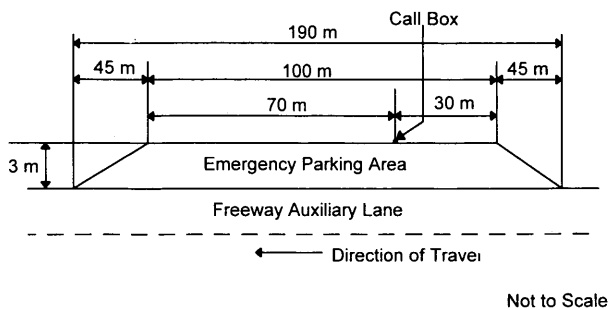 Call Box
190 m
45 m
100 m
45 m
70 m
30 m
3 m
Emergency Parking Area
Freeway Auxiliary Lane
Direction of Travel
Not to Scale